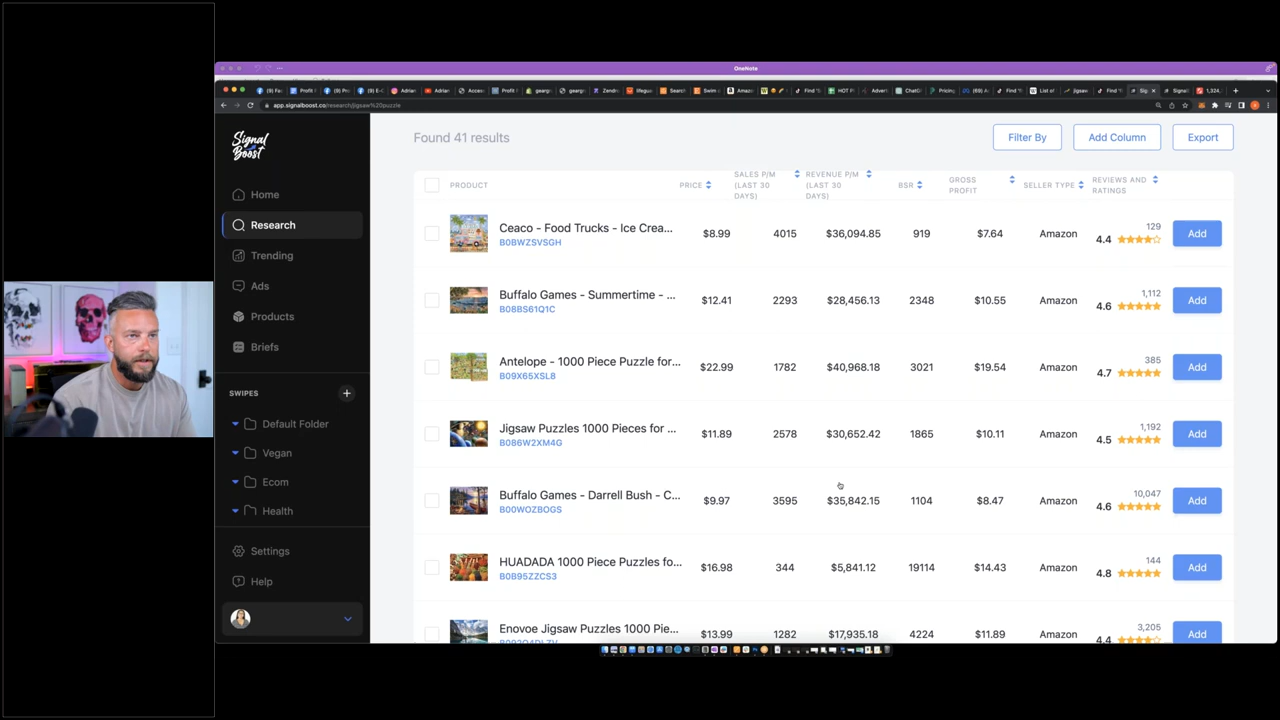 OneNote
app.signalboost.co/research/jigsaw%20puzzle
Signal Boost
Found 41 results
Filter By
Add Column
Export
PRODUCT
PRICE
SALES P/M (LAST 30 DAYS)
REVENUE P/M (LAST 30 DAYS)
BSR
GROSS PROFIT
SELLER TYPE
REVIEWS AND RATINGS
Home
Research
Trending
Ads
Products
Briefs
SWIPES
Default Folder
Vegan
Ecom
Health
Settings
Help
Ceaco - Food Trucks - Ice Crea... $8.99 4015 $36,094.85 919 $7.64 Amazon 129 4.4 Add
B0BWZSVSGH
Buffalo Games - Summertime - ... $12.41 2293 $28,456.13 2348 $10.55 Amazon 1,112 4.6 Add
B08BS61Q1C
Antelope - 1000 Piece Puzzle for... $22.99 1782 $40,968.18 3021 $19.54 Amazon 385 4.7 Add
B09X65XSL8
Jigsaw Puzzles 1000 Pieces for ... $11.89 2578 $30,652.42 1865 $10.11 Amazon 1,192 4.5 Add
B0B6W2XM4G
Buffalo Games - Darrell Bush - C... $9.97 3595 $35,842.15 1104 $8.47 Amazon 10,047 4.6 Add
B00WOZBOGS
HUADADA 1000 Piece Puzzles fo... $16.98 344 $5,841.12 19114 $14.43 Amazon 144 4.8 Add
B0B95ZZCS3
Enovoe Jigsaw Puzzles 1000 Pie... $13.99 1282 $17,935.18 4224 $11.89 Amazon 3,205 4.4 Add